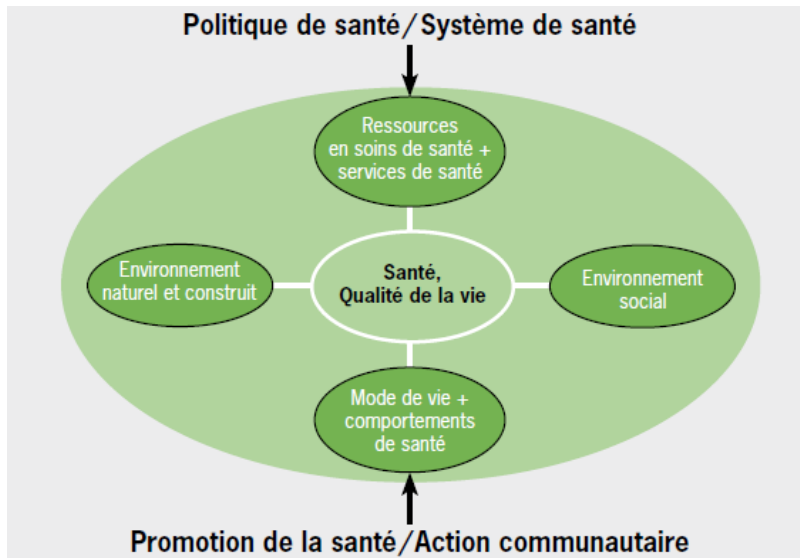 Politique de santé/Système de santé
Ressources
en soins de santé +
services de santé
Environnement
naturel et construit
Santé,
Qualité de la vie
Environnement
social
Mode de vie +
comportements
de santé
Promotion de la santé/Action communautaire